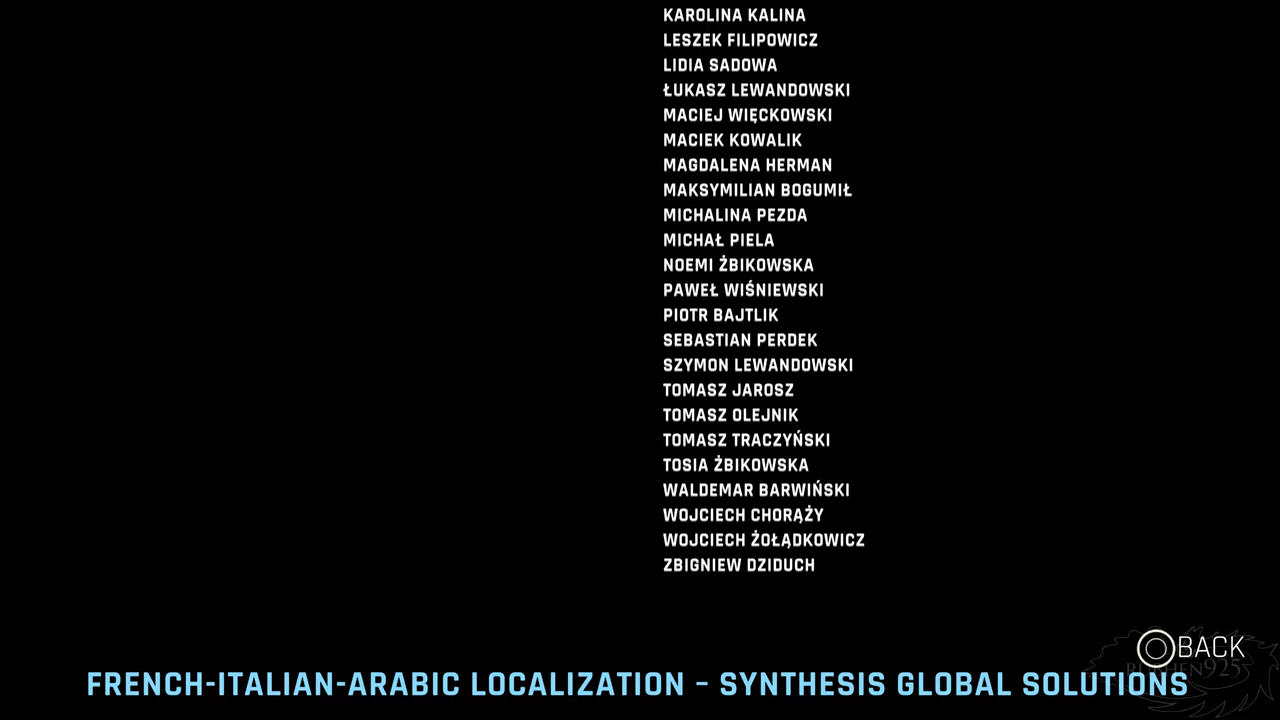 KAROLINA KALINA
LESZEK FILIPOWICZ
LIDIA SADOWA
ŁUKASZ LEWANDOWSKI
MACIEJ WIĘCKOWSKI
MACIEK KOWALIK
MAGDALENA HERMAN
MAKSYMILIAN BOGUMIŁ
MICHALINA PEZDA
MICHAŁ PIELA
NOEMI ŻBIKOWSKA
PAWEŁ WIŚNIEWSKI
PIOTR BAJTLIK
SEBASTIAN PERDEK
SZYMON LEWANDOWSKI
TOMASZ JAROSZ
TOMASZ OLEJNIK
TOMASZ TRACZYŃSKI
TOSIA ŻBIKOWSKA
WALDEMAR BARWIŃSKI
WOJCIECH CHORĄŻY
WOJCIECH ŻOŁĄDKOWICZ
ZBIGNIEW DZIDUCH
BACK
FRENCH-ITALIAN-ARABIC LOCALIZATION – SYNTHESIS GLOBAL SOLUTIONS